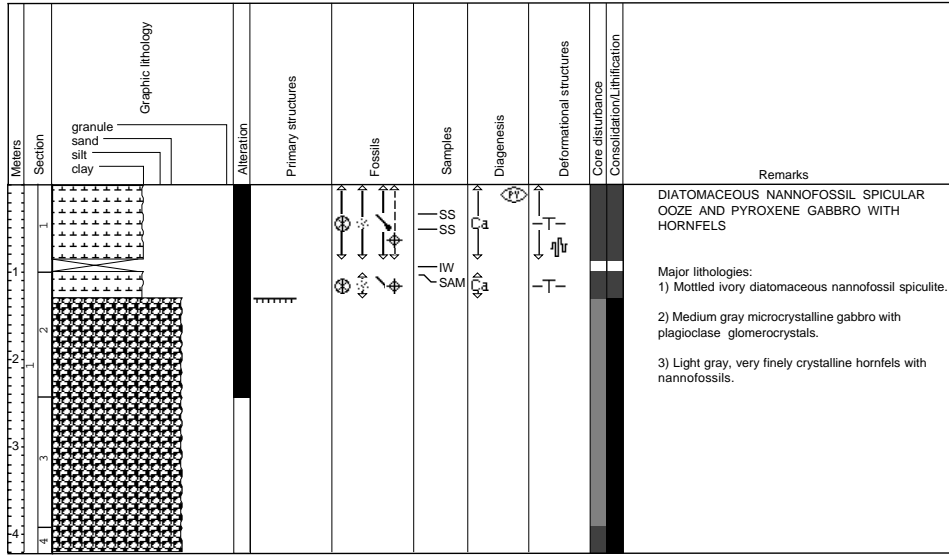 Meters
Section
Graphic lithology
granule
sand
silt
clay
Alteration
Primary structures
Fossils
Samples
Diagenesis
Deformational structures
Core disturbance
Consolidation/Lithification
Remarks
1
2
3
4
1
1
2
3
4
PY
SS
SS
IW
SAM
Ca
Ca
T
T
DIATOMACEOUS NANNOFOSSIL SPICULAR
OOZE AND PYROXENE GABBRO WITH
HORNFELS
Major lithologies:
1) Mottled ivory diatomaceous nannofossil spiculite.
2) Medium gray microcrystalline gabbro with
plagioclase glomerocrystals.
3) Light gray, very finely crystalline hornfels with
nannofossils.